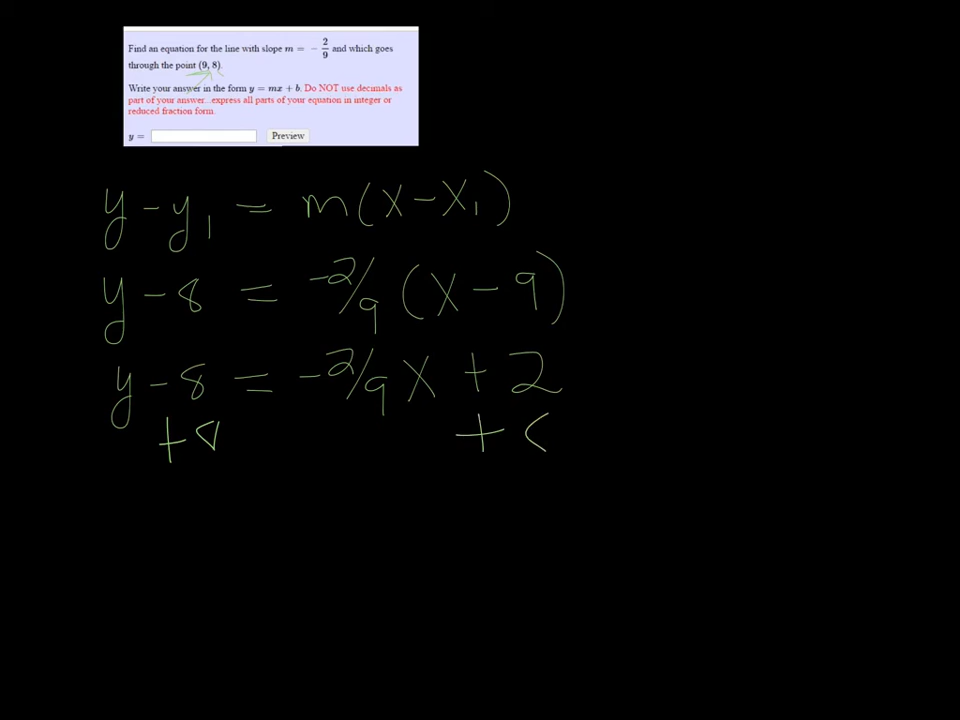 Find an equation for the line with slope m = - 2/9 and which goes
through the point (9, 8).
Write your answer in the form y = mx + b. Do NOT use decimals as
part of your answer...express all parts of your equation in integer or
reduced fraction form.
y = Preview
y - y₁ = m(x - x₁)
y - 8 = -2/9 (x - 9)
y - 8 = -2/9 x + 2
+8 +